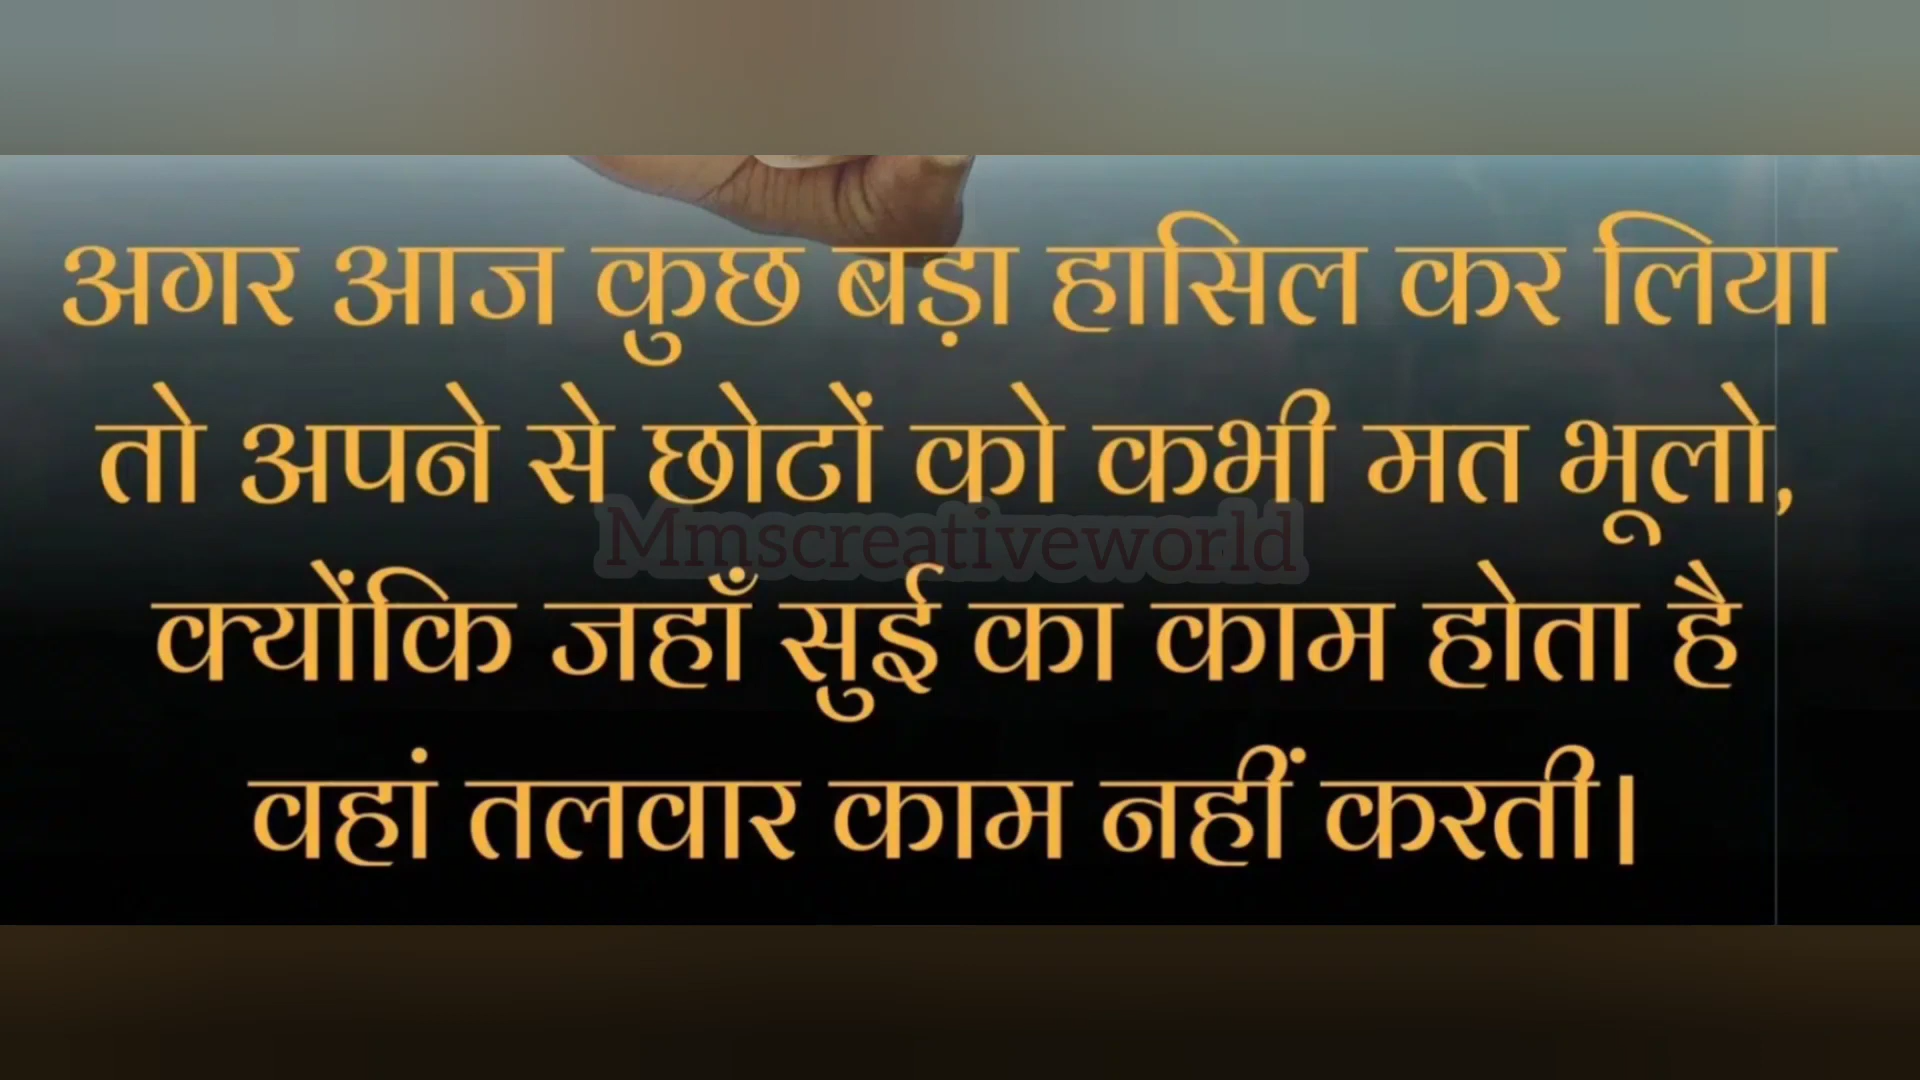 अगर आज कुछ बड़ा हासिल कर लिया
तो अपने से छोटों को कभी मत भूलो,
Mmscreativeworld
क्योंकि जहाँ सुई का काम होता है
वहां तलवार काम नहीं करती।